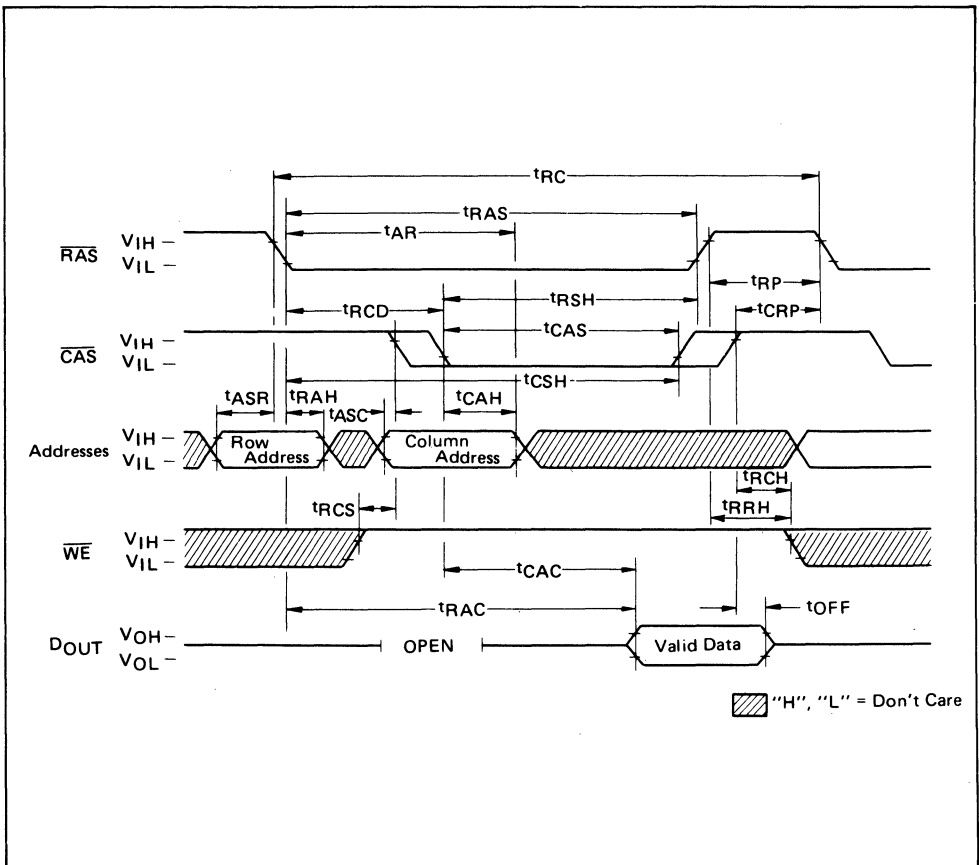 tRC
tRAS
tAR
RAS VIH
VIL
tRP
tRSH
tRCD tCRP
tCAS
CAS VIH
VIL
tCSH
tASR tRAH tASC tCAH
Addresses VIH Row Address Column Address
VIL
tRCH
tRCS tRRH
WE VIH
VIL
tCAC
tRAC tOFF
DOUT VOH OPEN Valid Data
VOL
"H", "L" = Don't Care